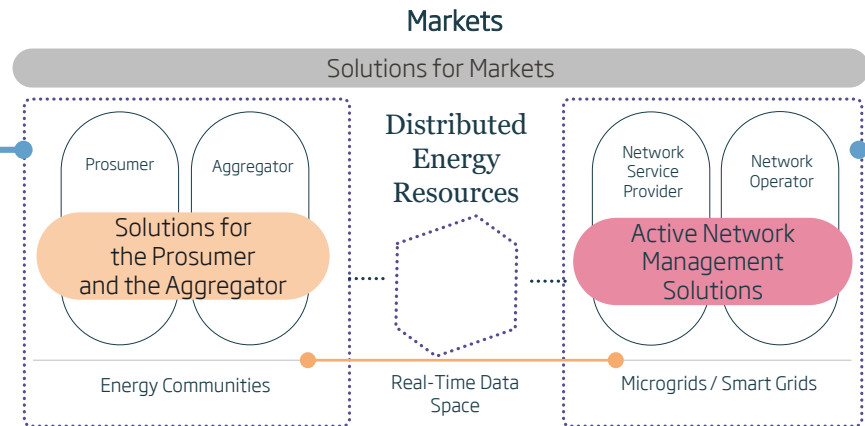 Markets
Solutions for Markets
Prosumer
Aggregator
Solutions for
the Prosumer
and the Aggregator
Distributed
Energy
Resources
Network
Service
Provider
Network
Operator
Active Network
Management
Solutions
Energy Communities
Real-Time Data
Space
Microgrids / Smart Grids